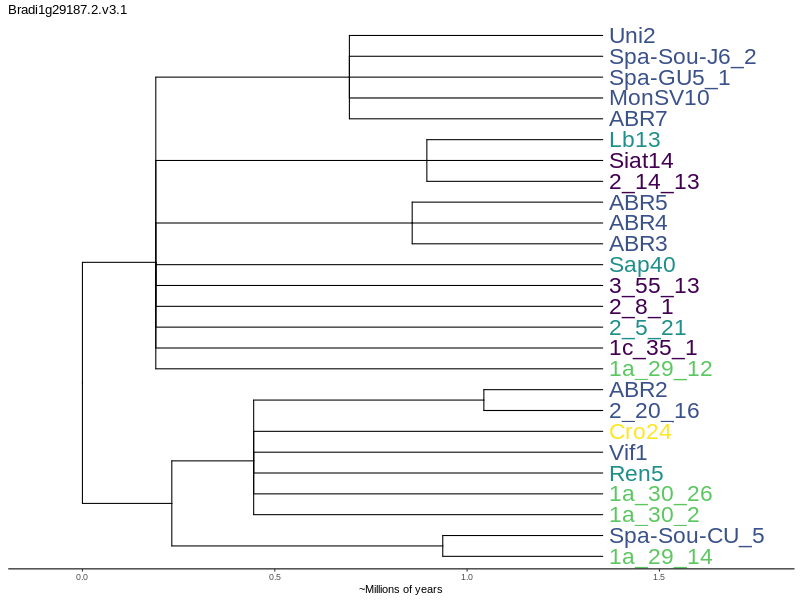 Bradi1g29187.2.v3.1
Uni2
Spa-Sou-J6_2
Spa-GU5_1
MonSV10
ABR7
Lb13
Siat14
2_14_13
ABR5
ABR4
ABR3
Sap40
3_55_13
2_8_1
2_5_21
1c_35_1
1a_29_12
ABR2
2_20_16
Cro24
Vif1
Ren5
1a_30_26
1a_30_2
Spa-Sou-CU_5
1a_29_14
0.0 0.5 1.0 1.5
~Millions of years